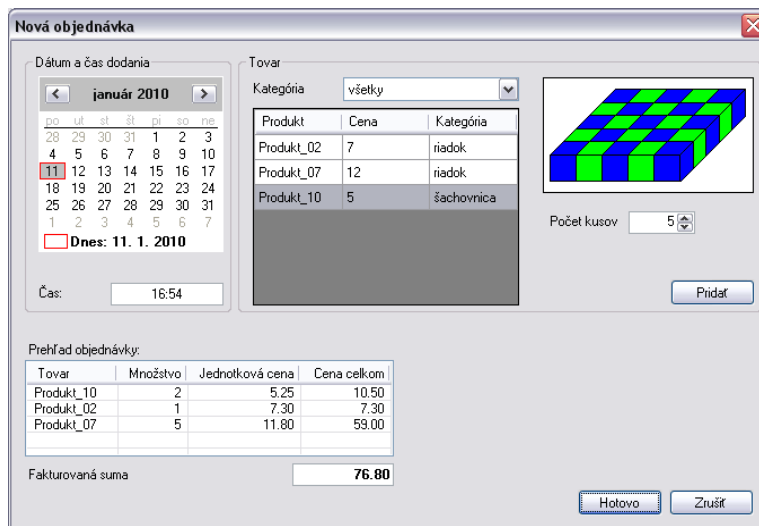 Nová objednávka
Dátum a čas dodania
január 2010
po ut st št pi so ne
28 29 30 31 1 2 3
4 5 6 7 8 9 10
11 12 13 14 15 16 17
18 19 20 21 22 23 24
25 26 27 28 29 30 31
1 2 3 4 5 6 7
Dnes: 11. 1. 2010
Čas: 16:54
Tovar
Kategória všetky
Produkt Cena Kategória
Produkt_02 7 riadok
Produkt_07 12 riadok
Produkt_10 5 šachovnica
Počet kusov 5
Pridať
Prehľad objednávky:
Tovar Množstvo Jednotková cena Cena celkom
Produkt_10 2 5.25 10.50
Produkt_02 1 7.30 7.30
Produkt_07 5 11.80 59.00
Fakturovaná suma 76.80
Hotovo Zrušiť